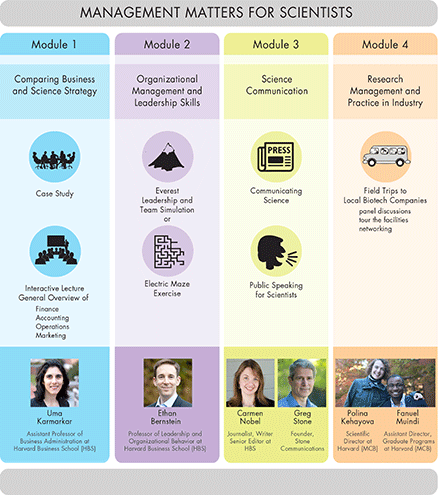 MANAGEMENT MATTERS FOR SCIENTISTS
Module 1
Comparing Business
and Science Strategy
Case Study
Interactive Lecture
General Overview of
Finance
Accounting
Operations
Marketing
Uma
Karmarkar
Assistant Professor of
Business Administration at
Harvard Business School (HBS)
Module 2
Organizational
Management and
Leadership Skills
Everest
Leadership and
Team Simulation
or
Electric Maze
Exercise
Ethan
Bernstein
Professor of Leadership and
Organizational Behavior at
Harvard Business School (HBS)
Module 3
Science
Communication
PRESS
Communicating
Science
Public Speaking
for Scientists
Carmen
Nobel
Journalist, Writer
Senior Editor at
HBS
Greg
Stone
Founder,
Stone
Communications
Module 4
Research
Management and
Practice in Industry
Field Trips to
Local Biotech Companies
panel discussions
tour the facilities
networking
Polina
Kehayova
Scientific
Director at
Harvard (MCB)
Fanuel
Muindi
Assistant Director,
Graduate Programs
at Harvard (MCB)